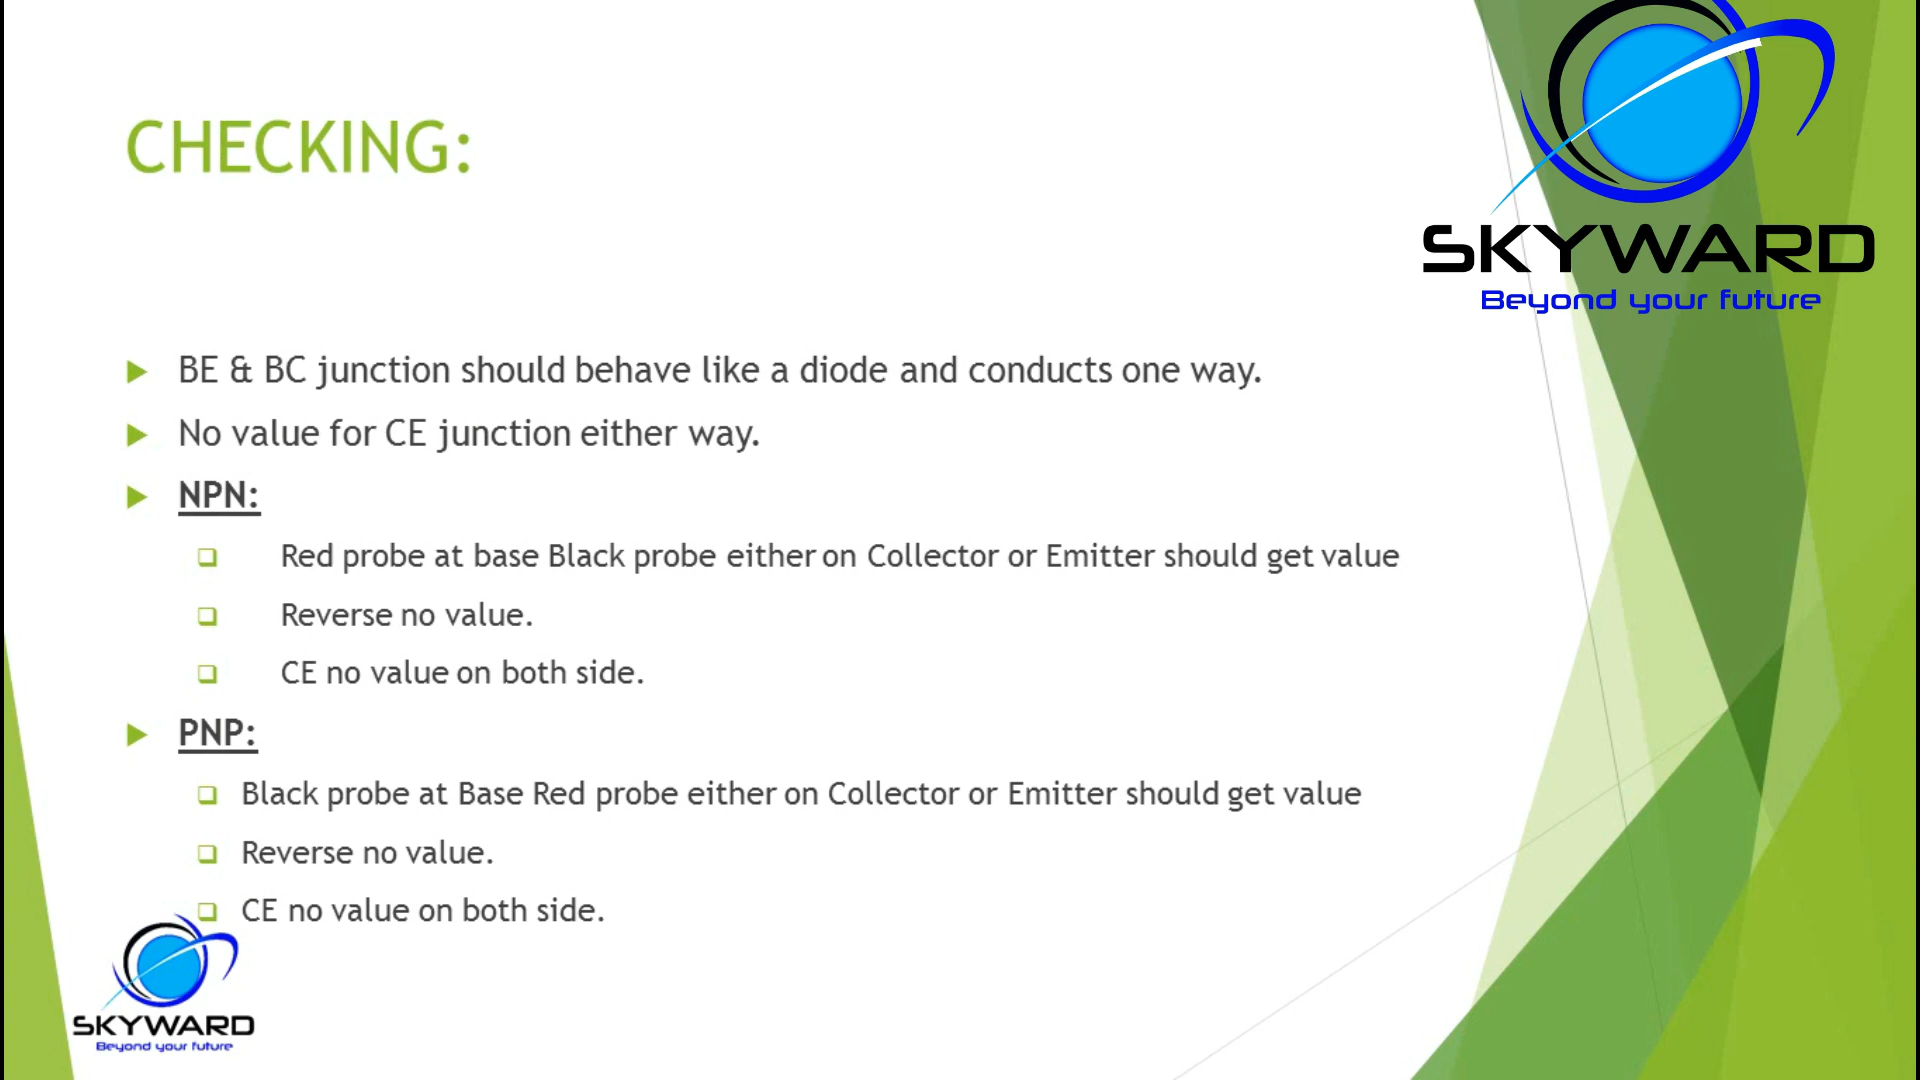 SKYWARD
Beyond your future
CHECKING:
BE & BC junction should behave like a diode and conducts one way.
No value for CE junction either way.
NPN:
Red probe at base Black probe either on Collector or Emitter should get value
Reverse no value.
CE no value on both side.
PNP:
Black probe at Base Red probe either on Collector or Emitter should get value
Reverse no value.
CE no value on both side.
SKYWARD
Beyond your future